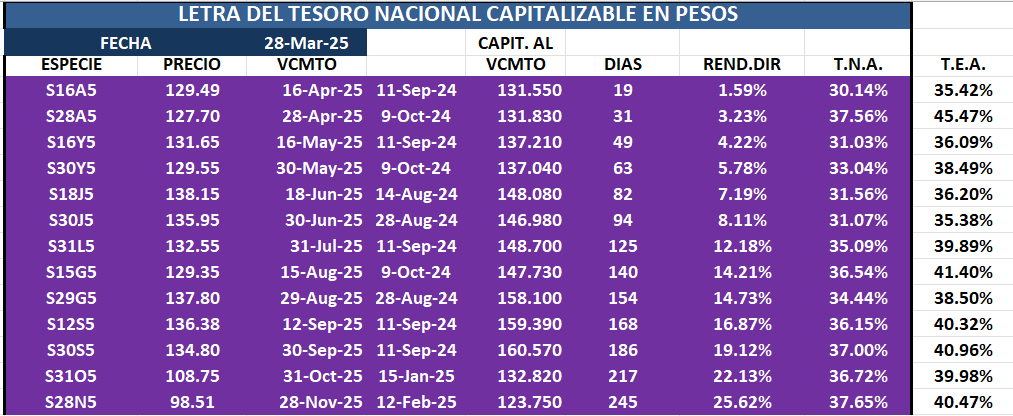 LETRA DEL TESORO NACIONAL CAPITALIZABLE EN PESOS
FECHA 28-Mar-25 CAPIT. AL
ESPECIE PRECIO VCMTO VCMTO DIAS REND.DIR T.N.A. T.E.A.
S16A5 129.49 16-Apr-25 11-Sep-24 131.550 19 1.59% 30.14% 35.42%
S28A5 127.70 28-Apr-25 9-Oct-24 131.830 31 3.23% 37.56% 45.47%
S16Y5 131.65 16-May-25 11-Sep-24 137.210 49 4.22% 31.03% 36.09%
S30Y5 129.55 30-May-25 9-Oct-24 137.040 63 5.78% 33.04% 38.49%
S18J5 138.15 18-Jun-25 14-Aug-24 148.080 82 7.19% 31.56% 36.20%
S30J5 135.95 30-Jun-25 28-Aug-24 146.980 94 8.11% 31.07% 35.38%
S31L5 132.55 31-Jul-25 11-Sep-24 148.700 125 12.18% 35.09% 39.89%
S15G5 129.35 15-Aug-25 9-Oct-24 147.730 140 14.21% 36.54% 41.40%
S29G5 137.80 29-Aug-25 28-Aug-24 158.100 154 14.73% 34.44% 38.50%
S12S5 136.38 12-Sep-25 11-Sep-24 159.390 168 16.87% 36.15% 40.32%
S30S5 134.80 30-Sep-25 11-Sep-24 160.570 186 19.12% 37.00% 40.96%
S31O5 108.75 31-Oct-25 15-Jan-25 132.820 217 22.13% 36.72% 39.98%
S28N5 98.51 28-Nov-25 12-Feb-25 123.750 245 25.62% 37.65% 40.47%